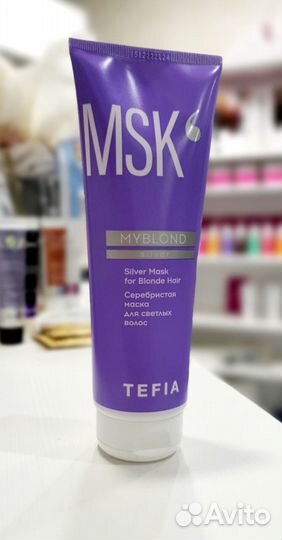 MSK
MYBLOND
silver
Silver Mask
for Blonde Hair
Серебристая
маска
для светлых
волос
TEFIA
Avito